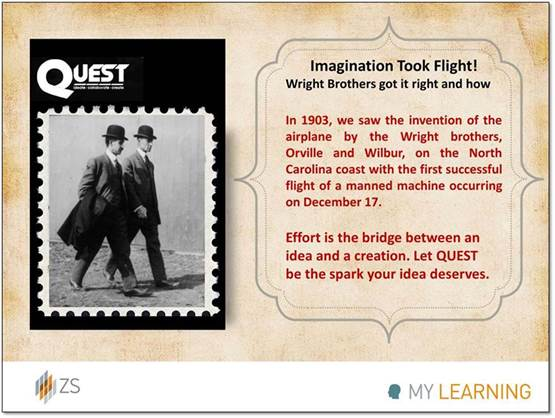 QUEST
ideate · collaborate · create
Imagination Took Flight!
Wright Brothers got it right and how
In 1903, we saw the invention of the
airplane by the Wright brothers,
Orville and Wilbur, on the North
Carolina coast with the first successful
flight of a manned machine occurring
on December 17.
Effort is the bridge between an
idea and a creation. Let QUEST
be the spark your idea deserves.
ZS
MY LEARNING